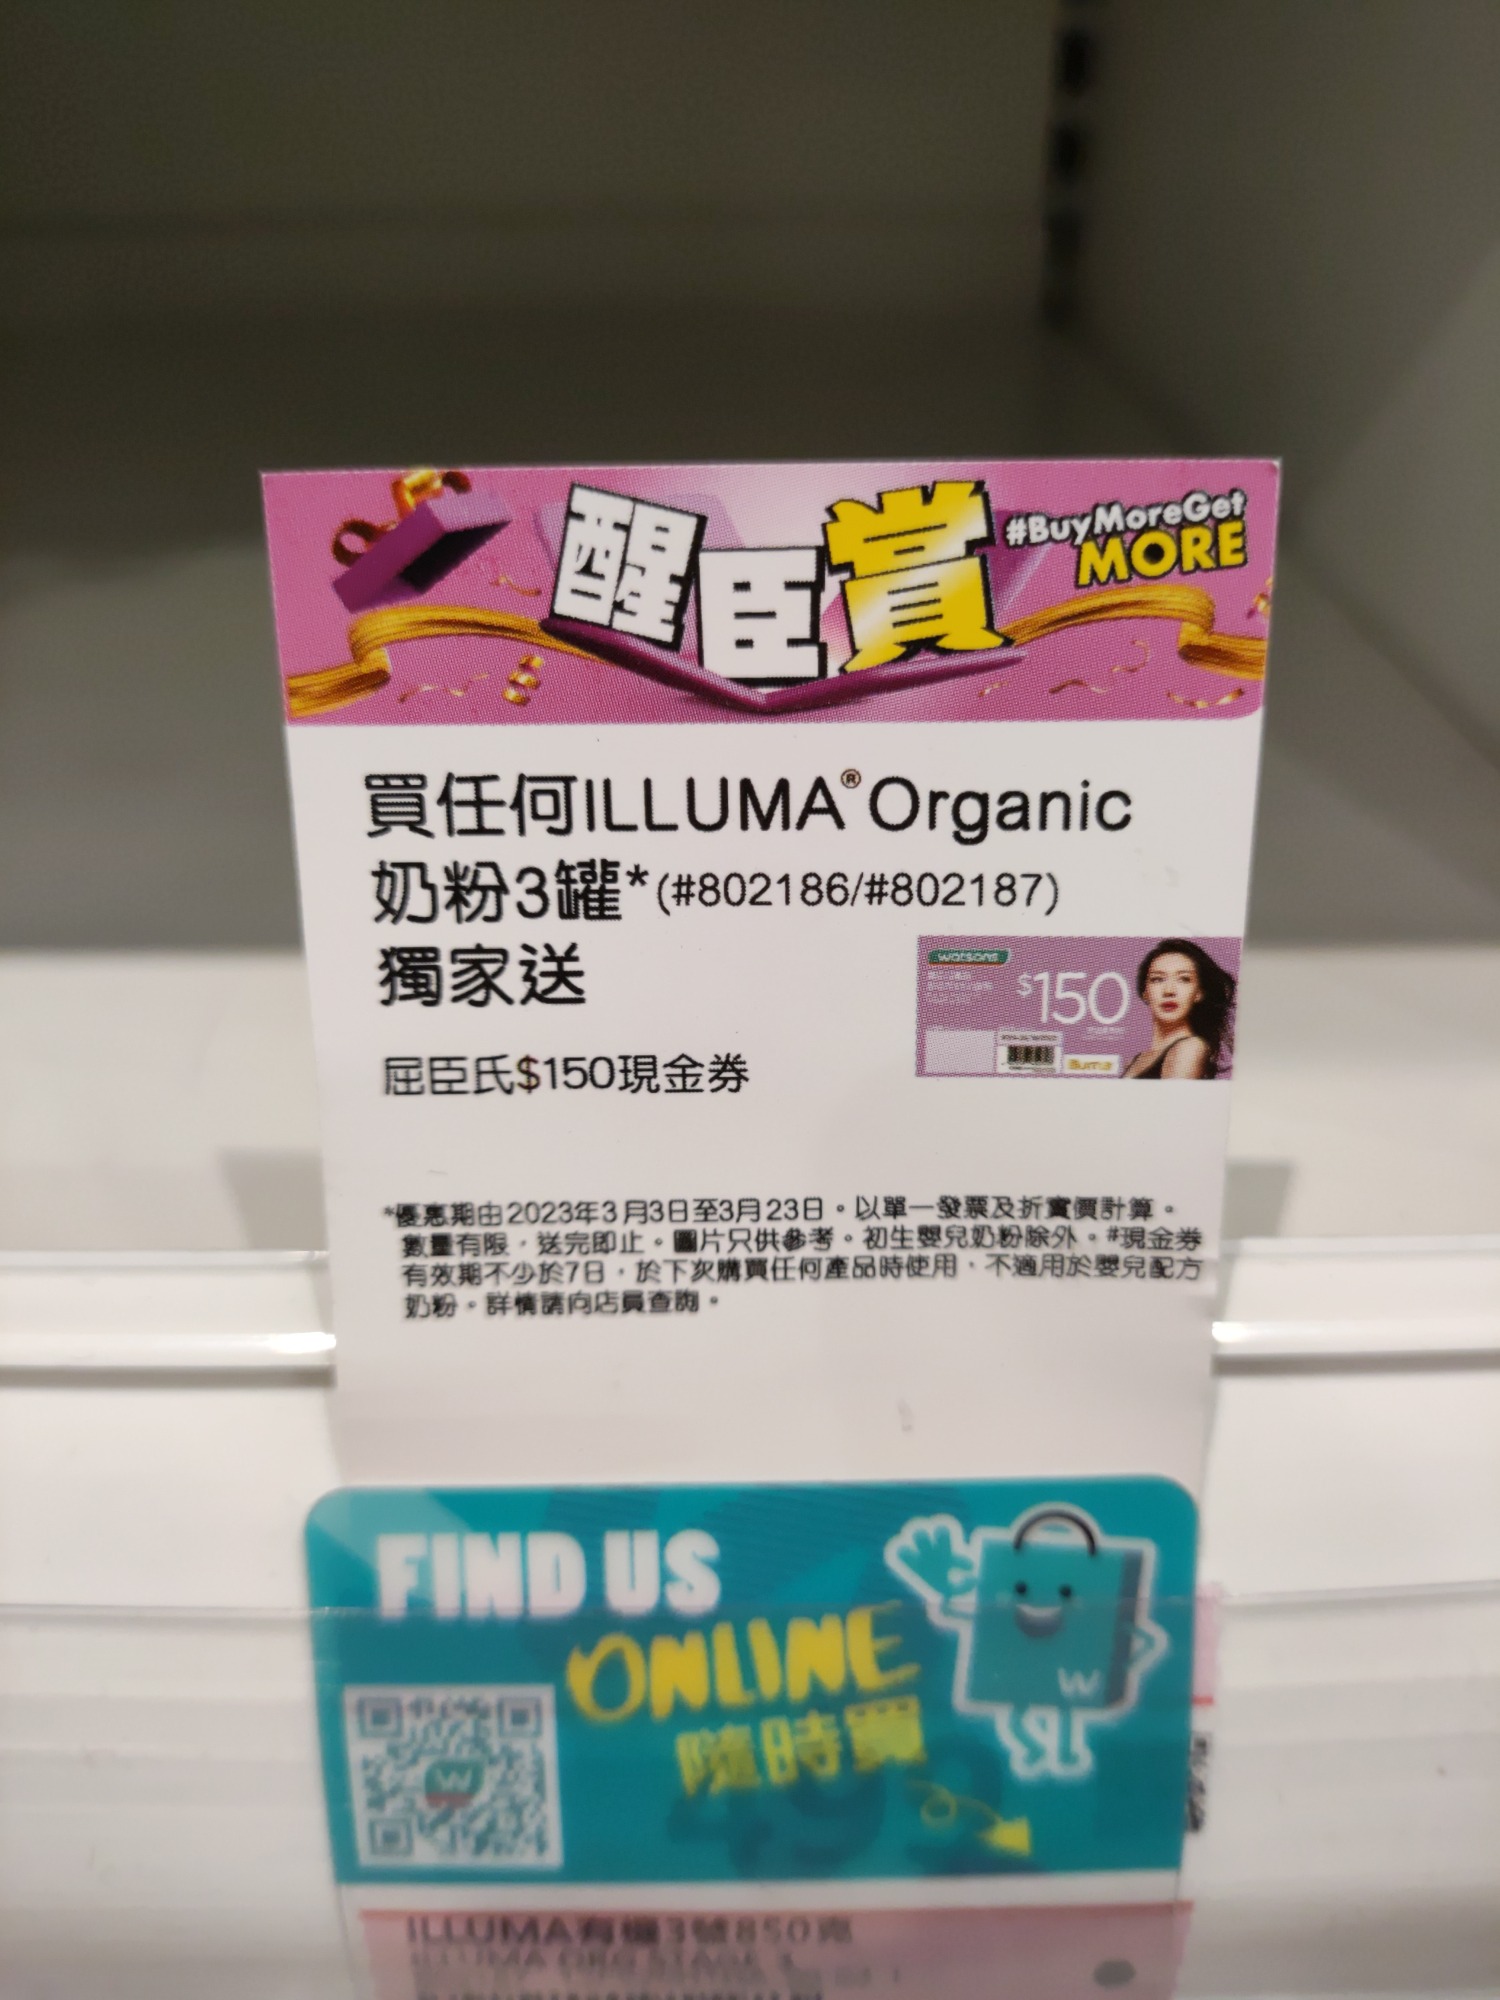 醒臣賞
#BuyMoreGet
MORE
買任何ILLUMA®Organic
奶粉3罐*(#802186/#802187)
獨家送
屈臣氏$150現金券
watsons
$150
illuma
*優惠期由2023年3月3日至3月23日。以單一發票及折實價計算。
數量有限，送完即止。圖片只供參考。初生嬰兒奶粉除外。#現金券
有效期不少於7日，於下次購買任何產品時使用，不適用於嬰兒配方
奶粉。詳情請向店員查詢。
FIND US
ONLINE
隨時買
W
W
ILLUMA有機3號850克
ILLUMA ORG STAGE 3